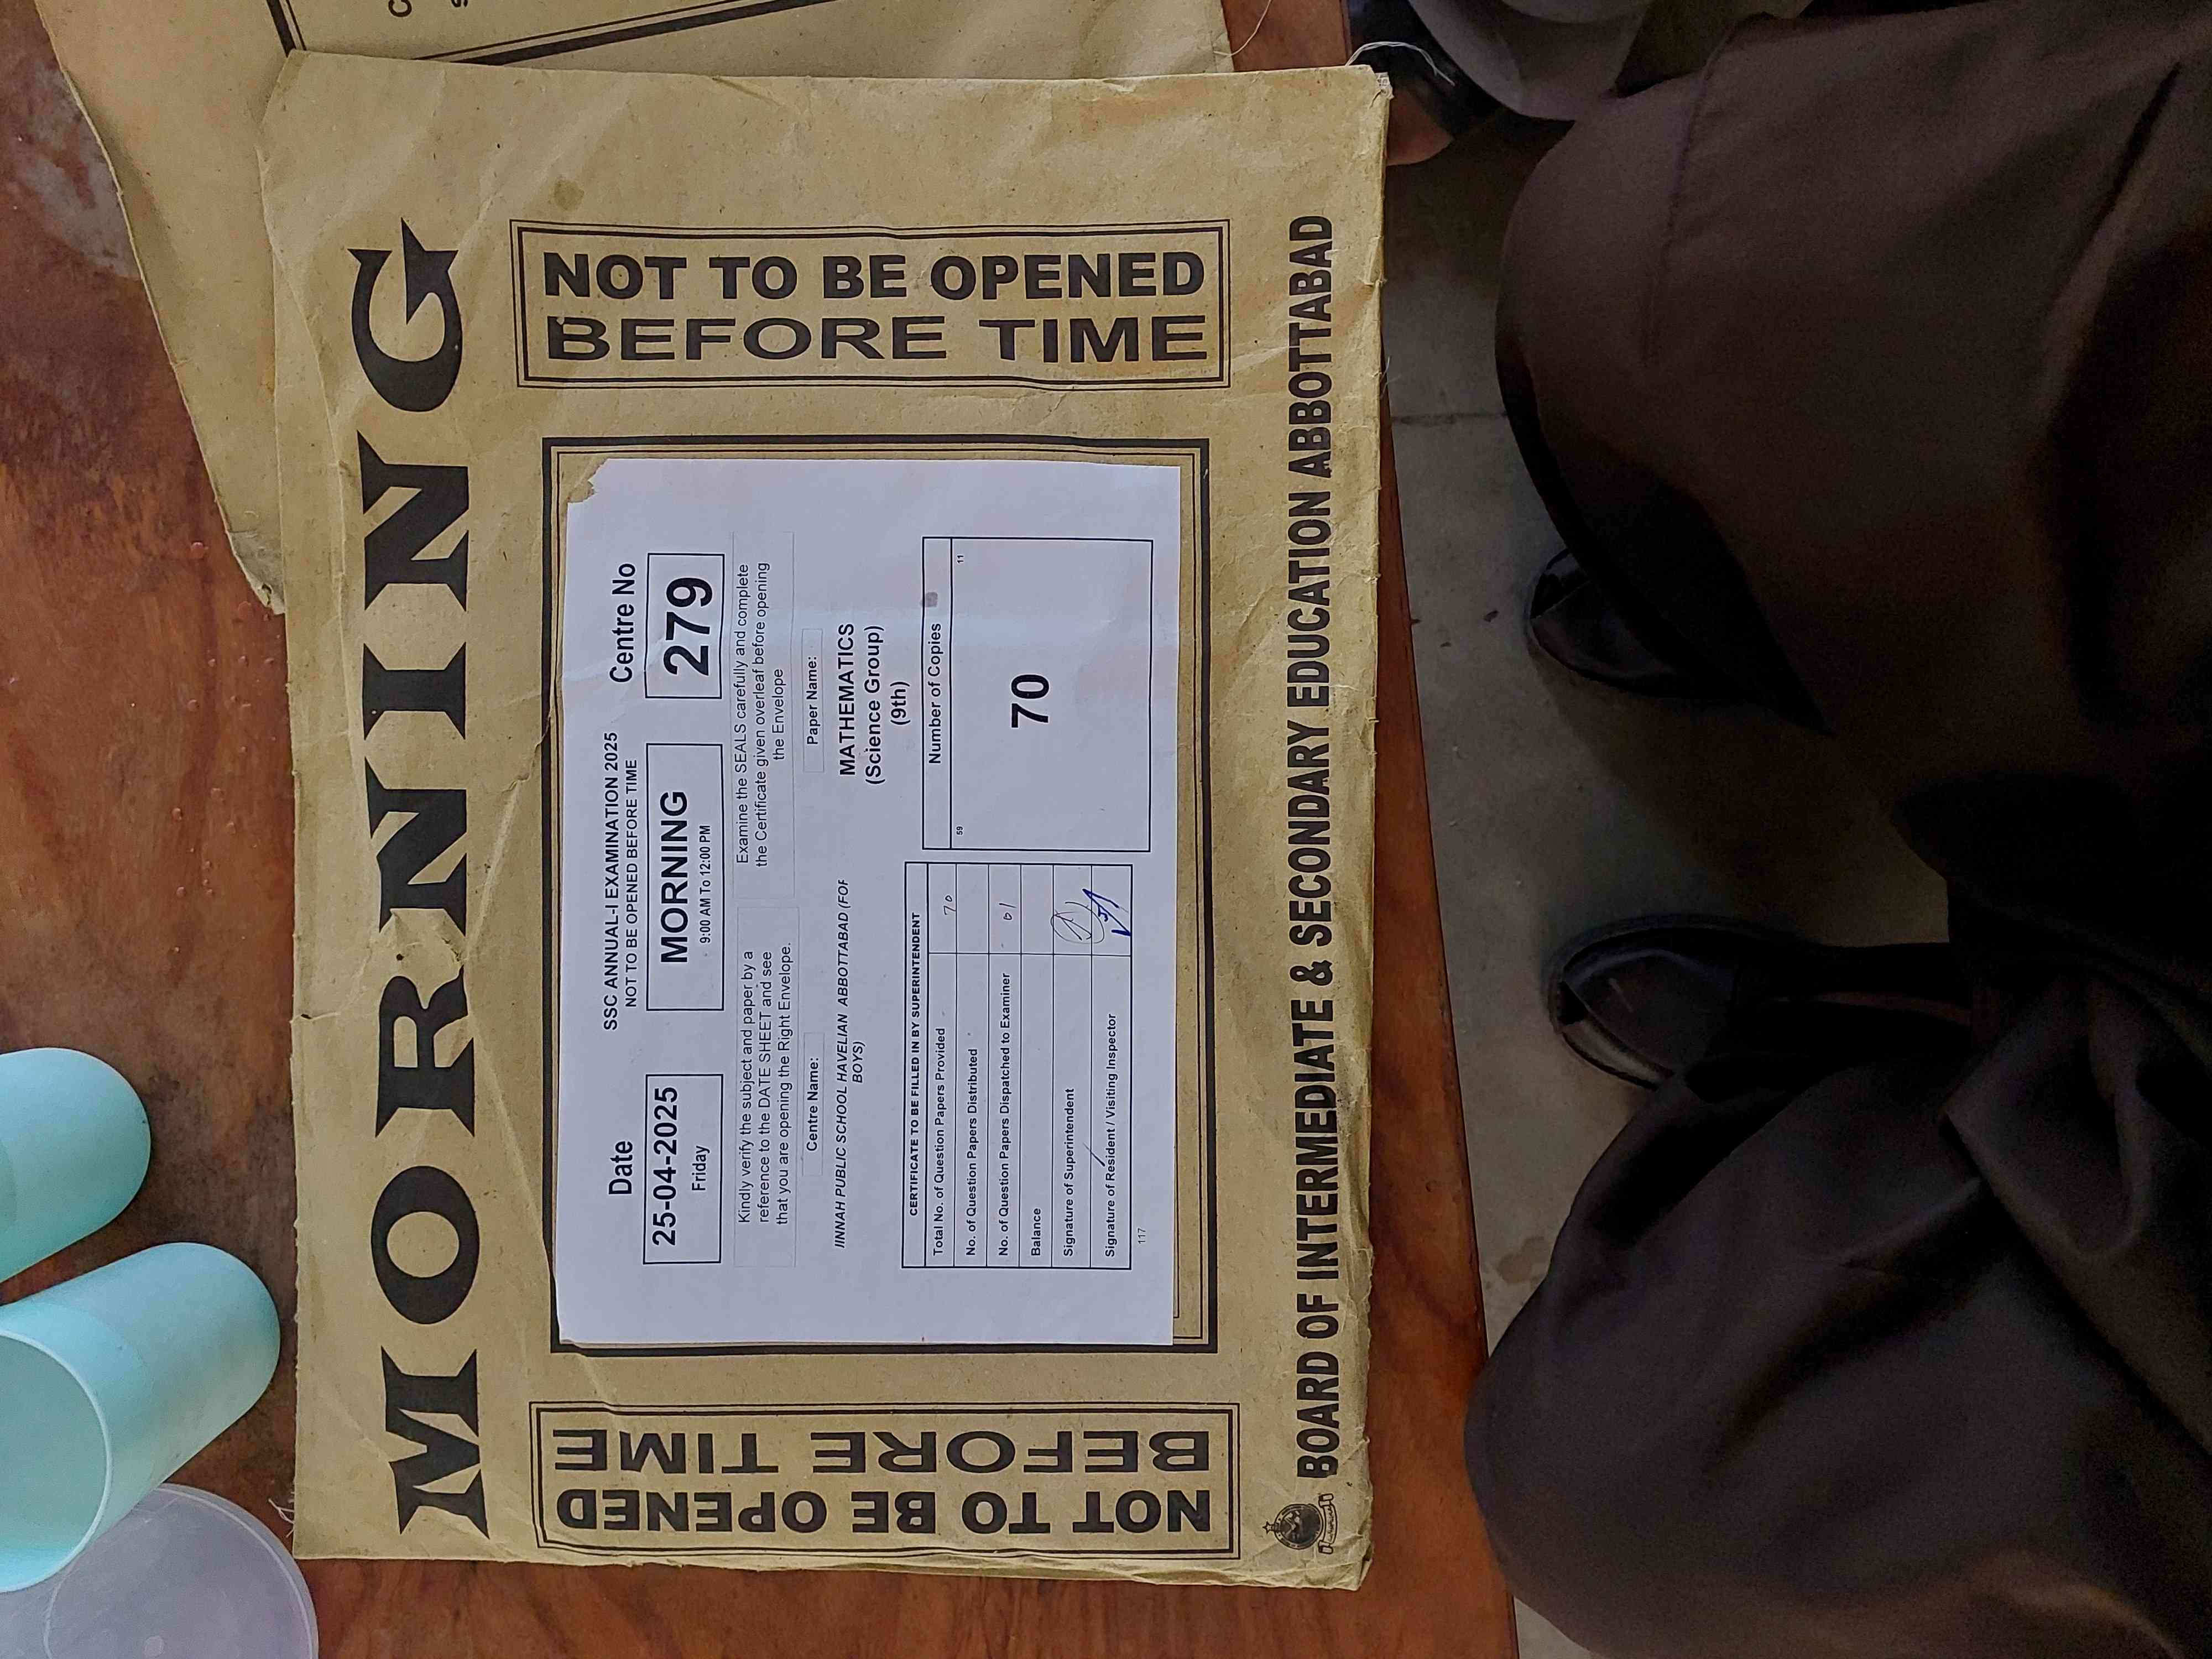 MORNING
NOT TO BE OPENED
BEFORE TIME
NOT TO BE OPENED
BEFORE TIME
SSC ANNUAL-I EXAMINATION 2025
NOT TO BE OPENED BEFORE TIME
Date
25-04-2025
Friday
MORNING
9:00 AM To 12:00 PM
Centre No
279
Kindly verify the subject and paper by a
reference to the DATE SHEET and see
that you are opening the Right Envelope.
Examine the SEALS carefully and complete
the Certificate given overleaf before opening
the Envelope
Centre Name:
JINNAH PUBLIC SCHOOL HAVELIAN ABBOTTABAD (FOR
BOYS)
Paper Name:
MATHEMATICS
(Science Group)
(9th)
CERTIFICATE TO BE FILLED IN BY SUPERINTENDENT
Total No. of Question Papers Provided 70
No. of Question Papers Distributed
No. of Question Papers Dispatched to Examiner 01
Balance
Signature of Superintendent
Signature of Resident / Visiting Inspector
117
Number of Copies
59 11
70
BOARD OF INTERMEDIATE & SECONDARY EDUCATION ABBOTTABAD